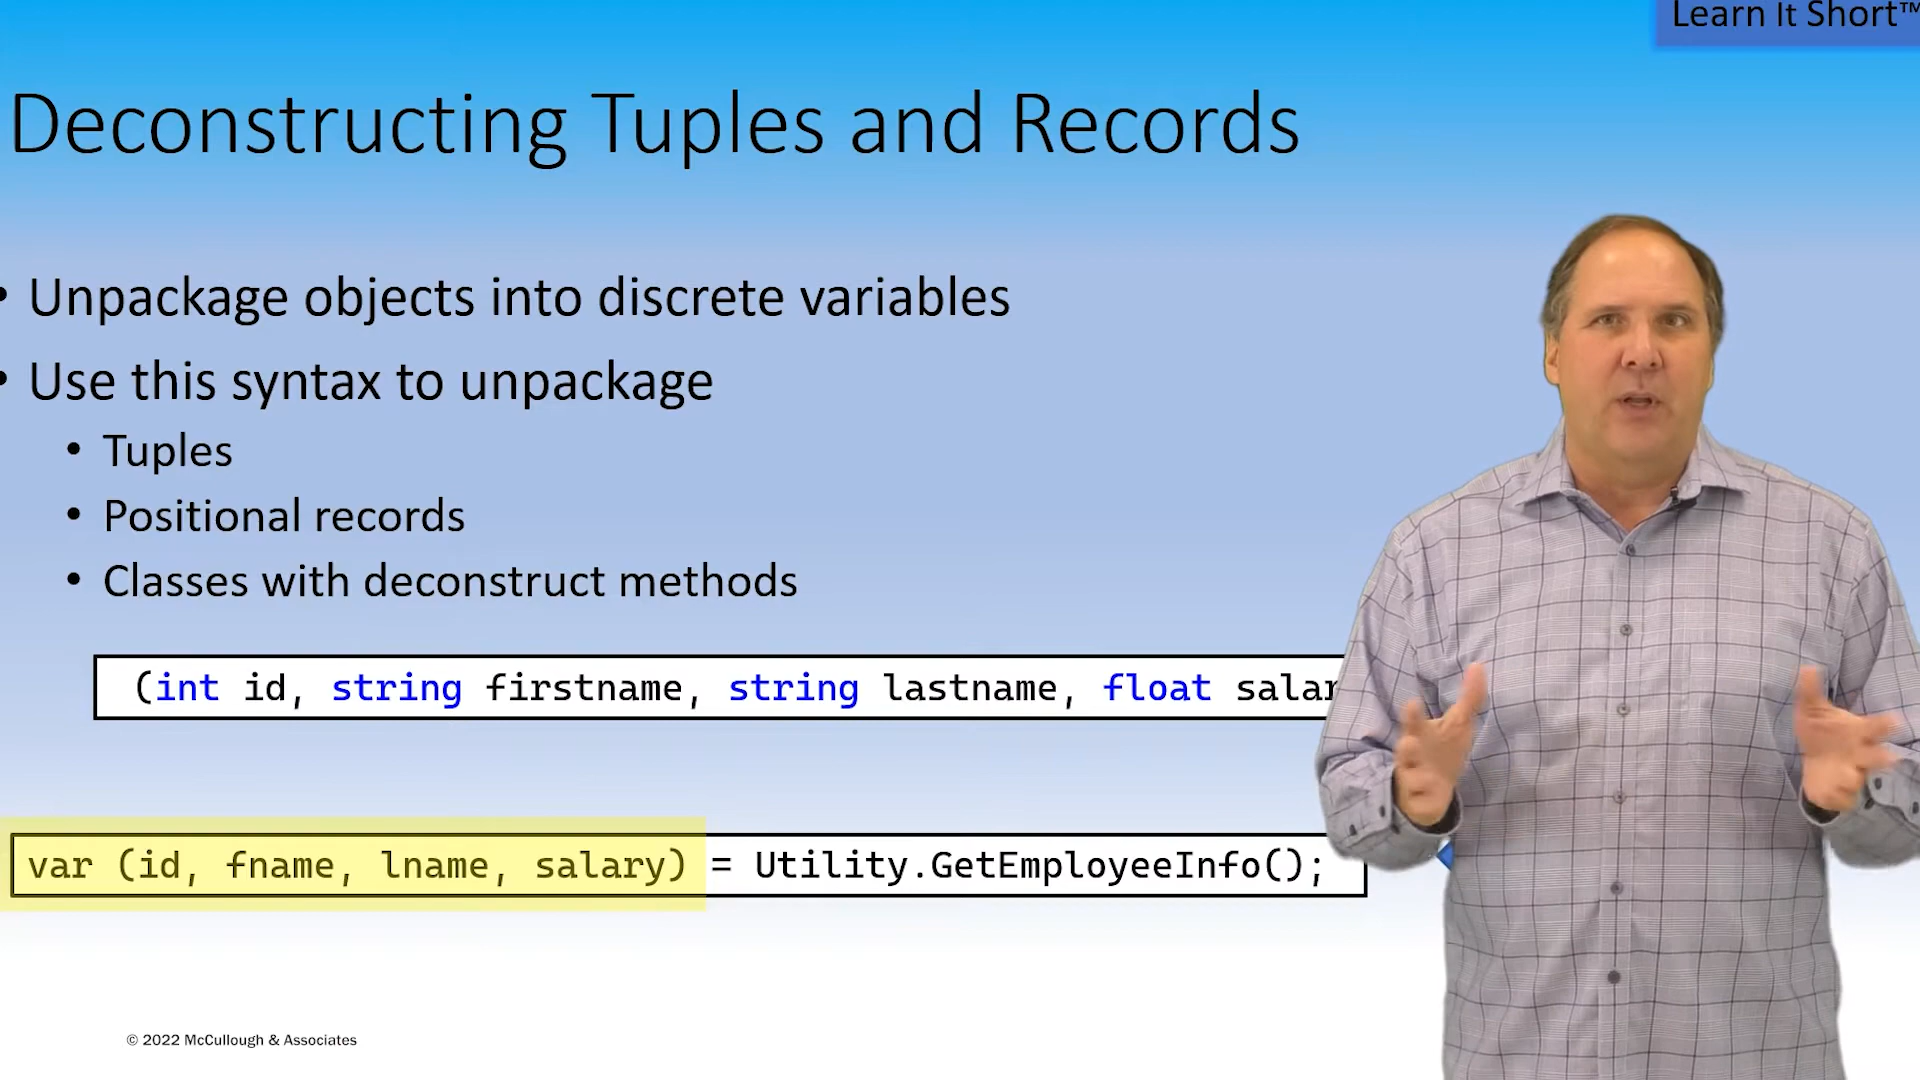 Learn It Short™
Deconstructing Tuples and Records
• Unpackage objects into discrete variables
• Use this syntax to unpackage
• Tuples
• Positional records
• Classes with deconstruct methods
(int id, string firstname, string lastname, float salar
var (id, fname, lname, salary) = Utility.GetEmployeeInfo();
© 2022 McCullough & Associates